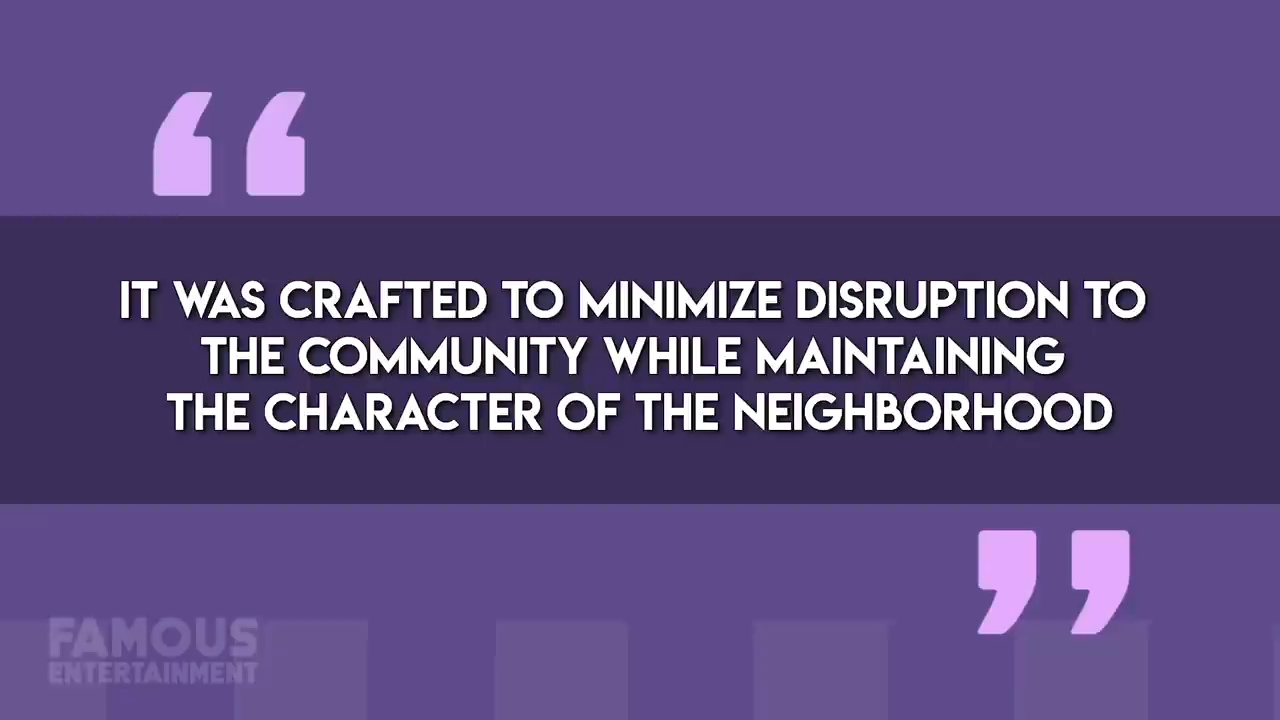 IT WAS CRAFTED TO MINIMIZE DISRUPTION TO
THE COMMUNITY WHILE MAINTAINING
THE CHARACTER OF THE NEIGHBORHOOD
FAMOUS
ENTERTAINMENT